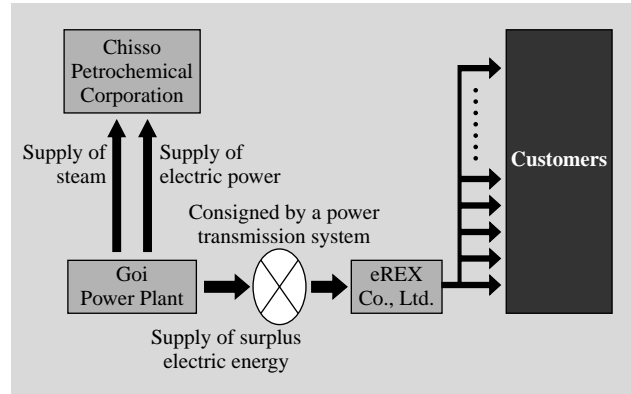 Chisso
Petrochemical
Corporation
Supply of
steam
Supply of
electric power
Customers
Consigned by a power
transmission system
Goi
Power Plant
eREX
Co., Ltd.
Supply of surplus
electric energy